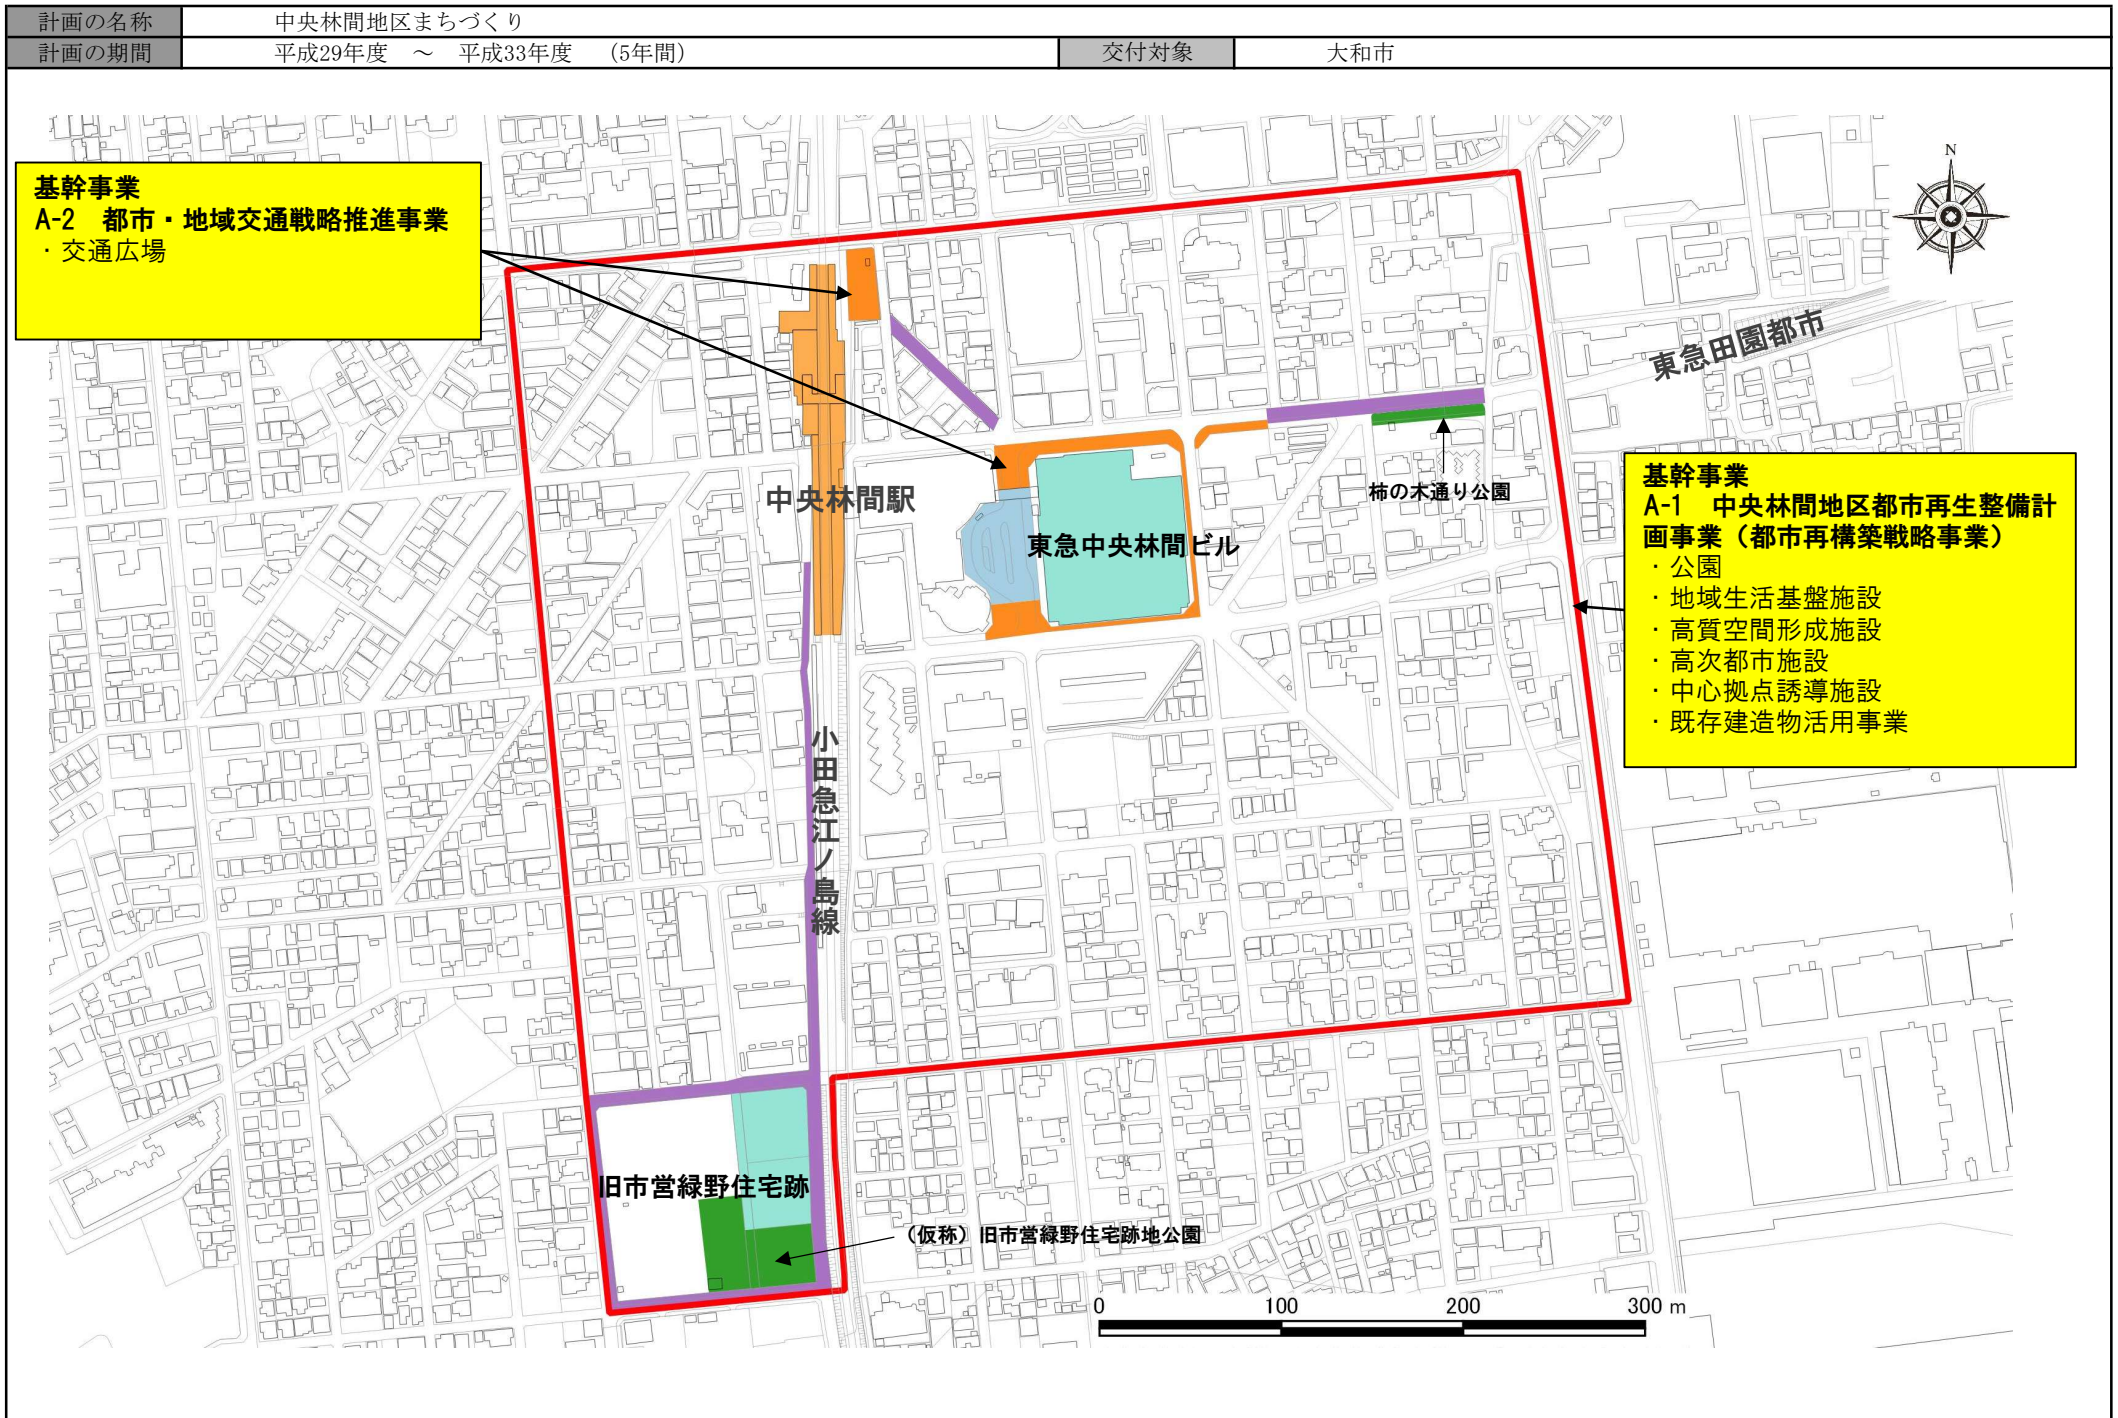 計画の名称 中央林間地区まちづくり
計画の期間 平成29年度 ～ 平成33年度 （5年間） 交付対象 大和市
基幹事業
A-2 都市・地域交通戦略推進事業
・交通広場
N
東急田園都市
中央林間駅
東急中央林間ビル
柿の木通り公園
基幹事業
A-1 中央林間地区都市再生整備計
画事業（都市再構築戦略事業）
・公園
・地域生活基盤施設
・高質空間形成施設
・高次都市施設
・中心拠点誘導施設
・既存建造物活用事業
小田急江ノ島線
旧市営緑野住宅跡
（仮称）旧市営緑野住宅跡地公園
0 100 200 300 m